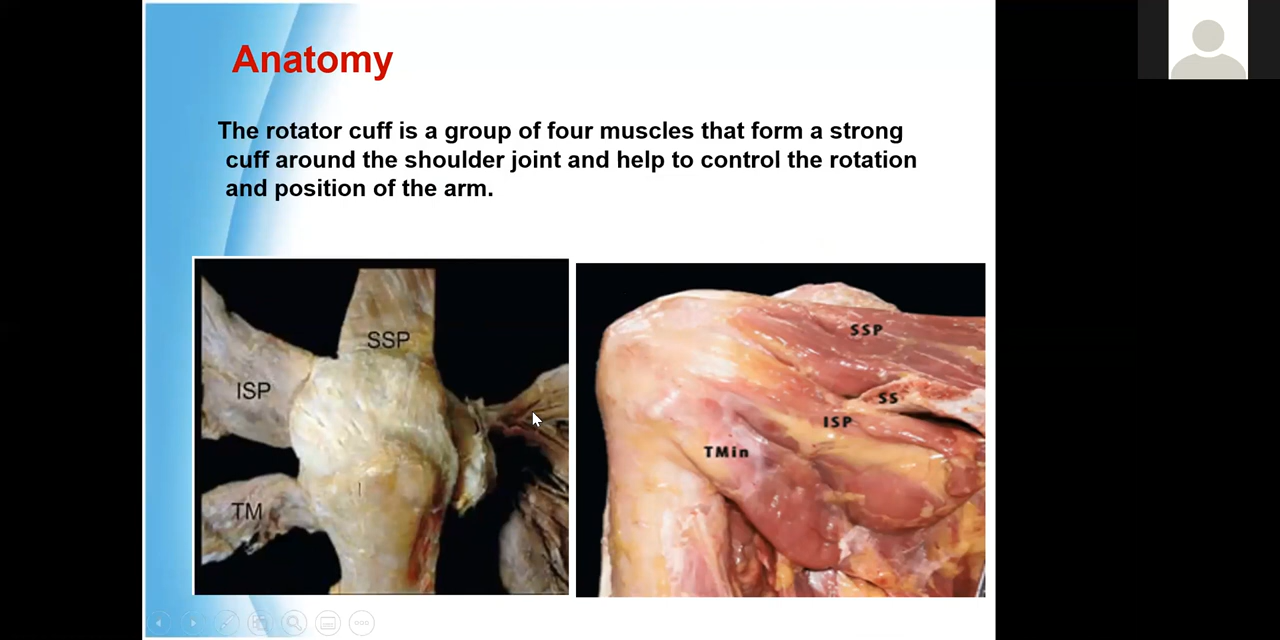 Anatomy
The rotator cuff is a group of four muscles that form a strong
cuff around the shoulder joint and help to control the rotation
and position of the arm.
SSP
ISP
TM
SSP
SS
ISP
TMin